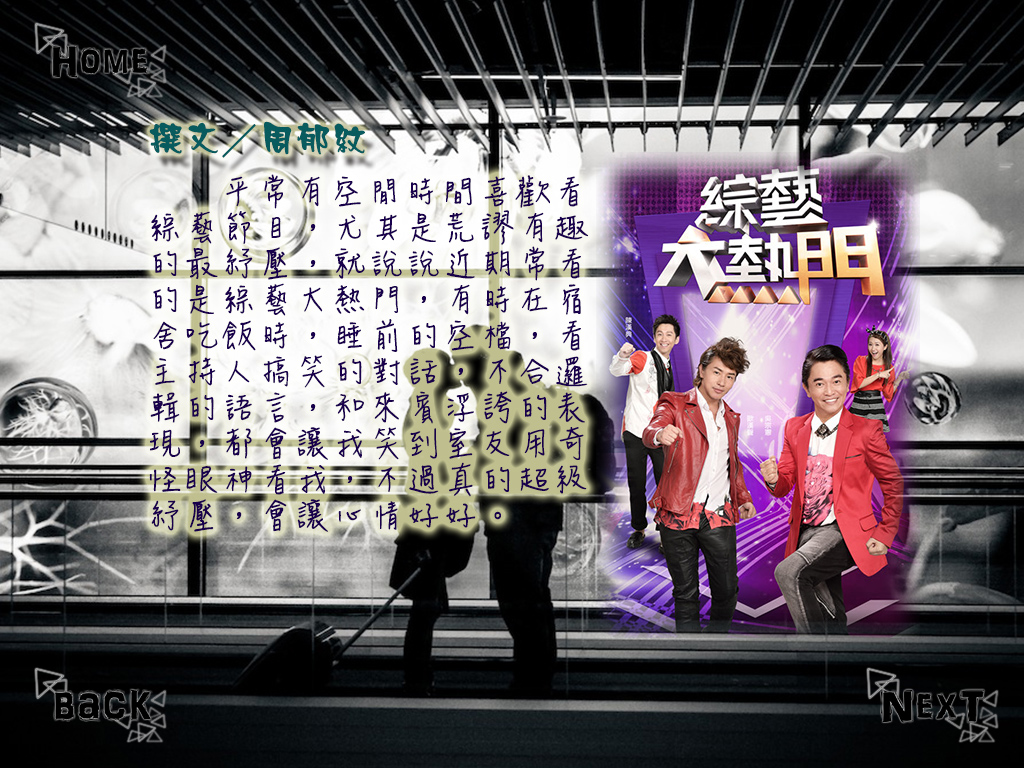 HOME
撰文／周郁紋
平常有空閒時間喜歡看
綜藝節目，尤其是荒謬有趣
的最紓壓，就說說近期常看
的是綜藝大熱門，有時在宿
舍吃飯時，睡前的空檔，看
主持人搞笑的對話，不合邏
輯的語言，和來賓浮誇的表
現，都會讓我笑到室友用奇
怪眼神看我，不過真的超級
紓壓，會讓心情好好。
綜藝
大熱門
陳漢典
BACK
NEXT